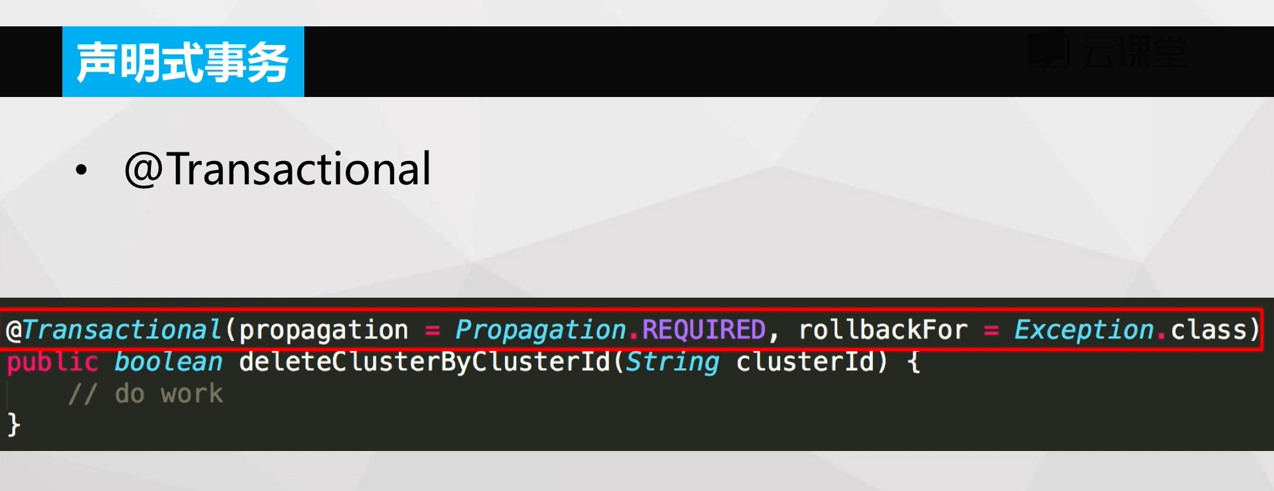 声明式事务
云课堂
• @Transactional
@Transactional(propagation = Propagation.REQUIRED, rollbackFor = Exception.class)
public boolean deleteClusterByClusterId(String clusterId) {
    // do work
}